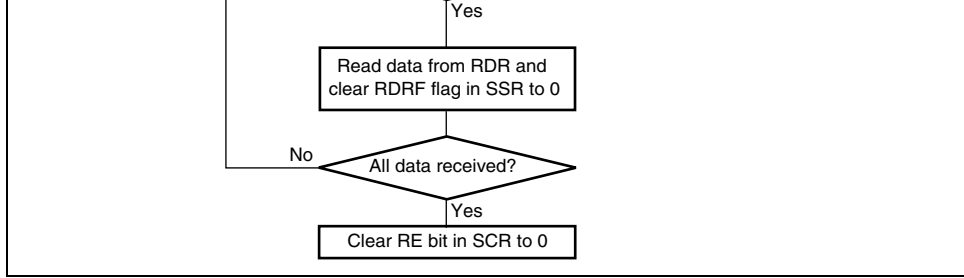 Yes
Read data from RDR and
clear RDRF flag in SSR to 0
No
All data received?
Yes
Clear RE bit in SCR to 0